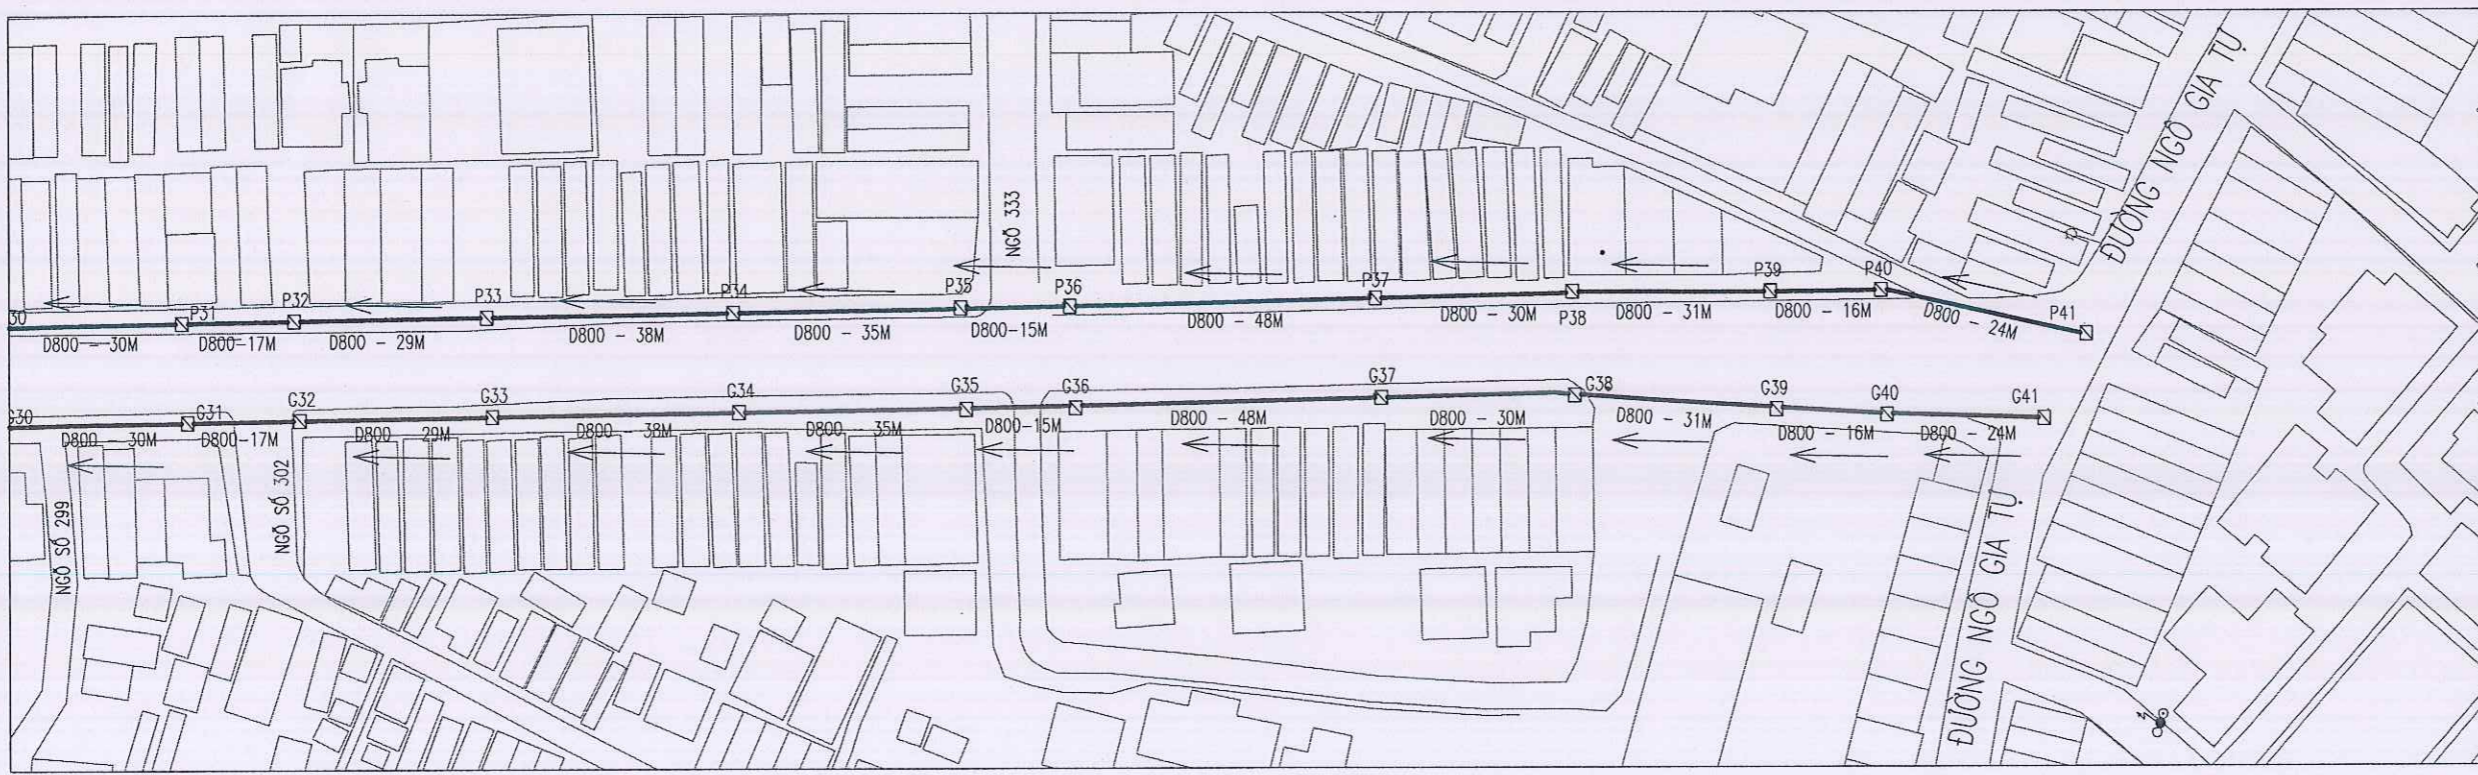 ĐƯỜNG NGÔ GIA TỰ
NGÕ 333
P31
P32
P33
P34
P35
P36
P37
P38
P39
P40
P41
D800 - 30M
D800-17M
D800 - 29M
D800 - 38M
D800 - 35M
D800-15M
D800 - 48M
D800 - 30M
D800 - 31M
D800 - 16M
D800 - 24M
G30
G31
G32
G33
G34
G35
G36
G37
G38
G39
G40
G41
D800 - 30M
D800-17M
D800 - 29M
D800 - 38M
D800 - 35M
D800-15M
D800 - 48M
D800 - 30M
D800 - 31M
D800 - 16M
D800 - 24M
NGÕ SỐ 299
NGÕ SỐ 302
ĐƯỜNG NGÔ GIA TỰ